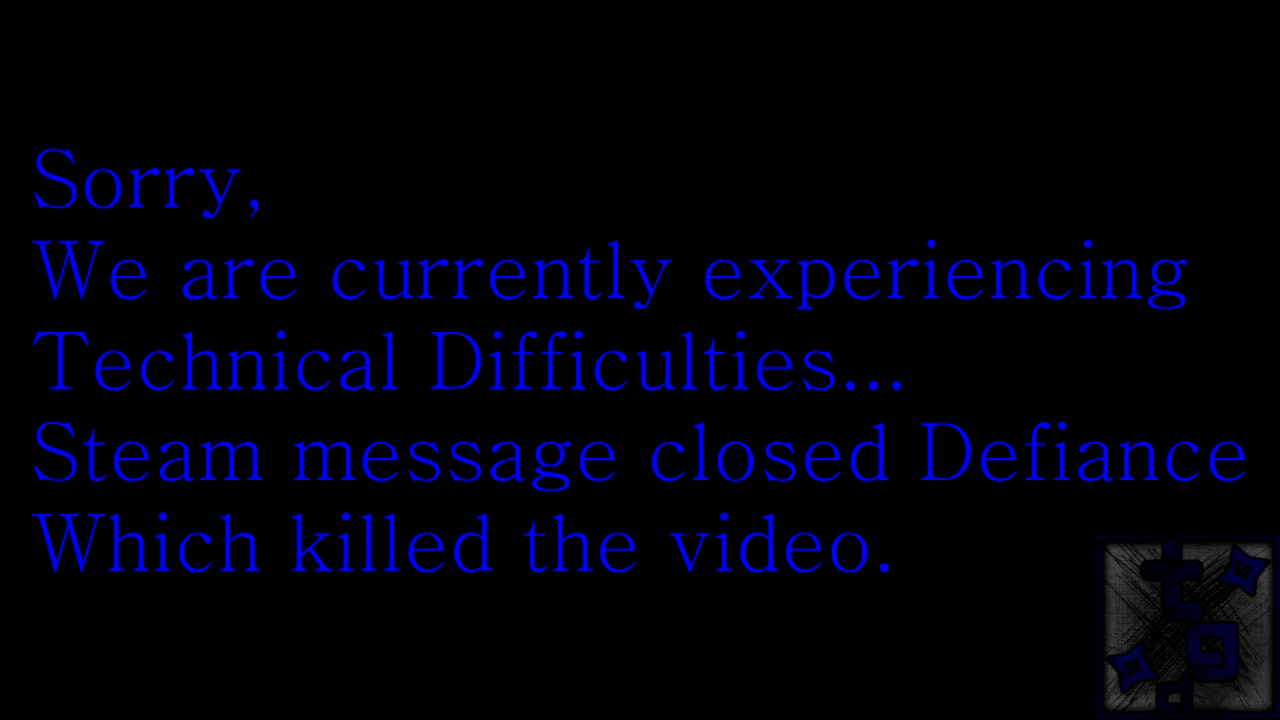 Sorry,
We are currently experiencing
Technical Difficulties...
Steam message closed Defiance
Which killed the video.
t
g